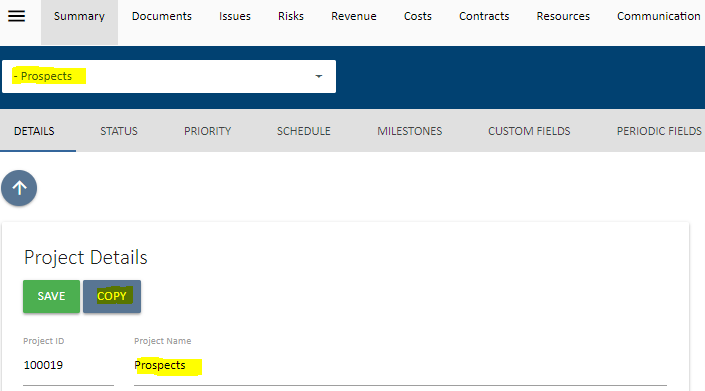 Summary Documents Issues Risks Revenue Costs Contracts Resources Communication
- Prospects
DETAILS STATUS PRIORITY SCHEDULE MILESTONES CUSTOM FIELDS PERIODIC FIELDS
Project Details
SAVE COPY
Project ID Project Name
100019 Prospects